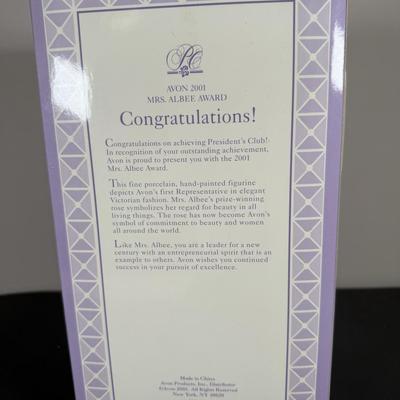 PC
AVON 2001
MRS. ALBEE AWARD
Congratulations!
Congratulations on achieving President's Club!
In recognition of your outstanding achievement,
Avon is proud to present you with the 2001
Mrs. Albee Award.
This fine porcelain, hand-painted figurine
depicts Avon's first Representative in elegant
Victorian fashion. Mrs. Albee's prize-winning
rose symbolizes her regard for beauty in all
living things. The rose has now become Avon's
symbol of commitment to beauty and women
all around the world.
Like Mrs. Albee, you are a leader for a new
century with an entrepreneurial spirit that is an
example to others. Avon wishes you continued
success in your pursuit of excellence.
Made in China
Avon Products, Inc., Distributor
All Rights Reserved
New York, NY